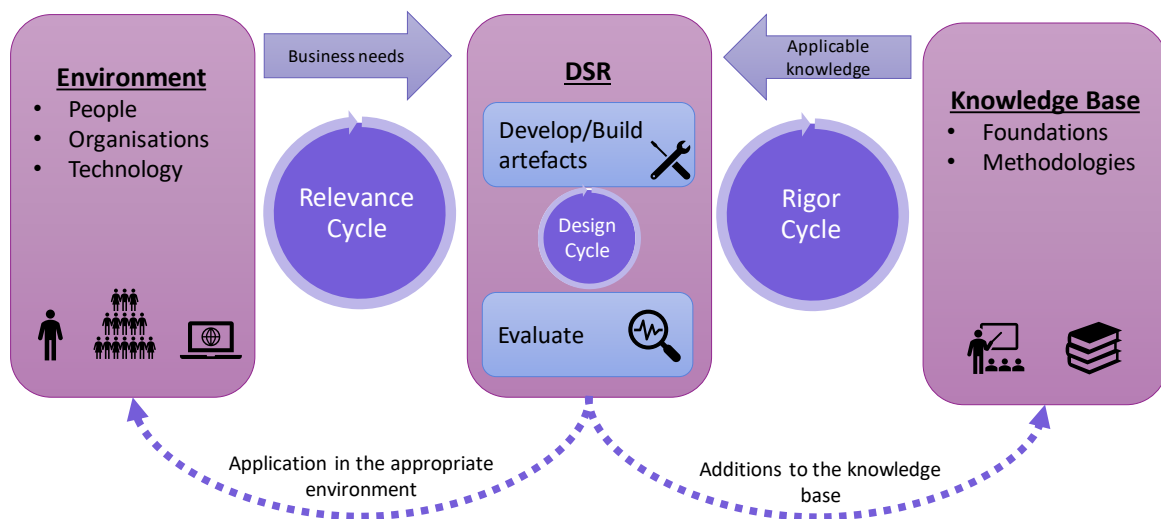 Environment
• People
• Organisations
• Technology
Business needs
Relevance
Cycle
DSR
Develop/Build
artefacts
Design
Cycle
Evaluate
Applicable
knowledge
Rigor
Cycle
Knowledge Base
• Foundations
• Methodologies
Application in the appropriate
environment
Additions to the knowledge
base